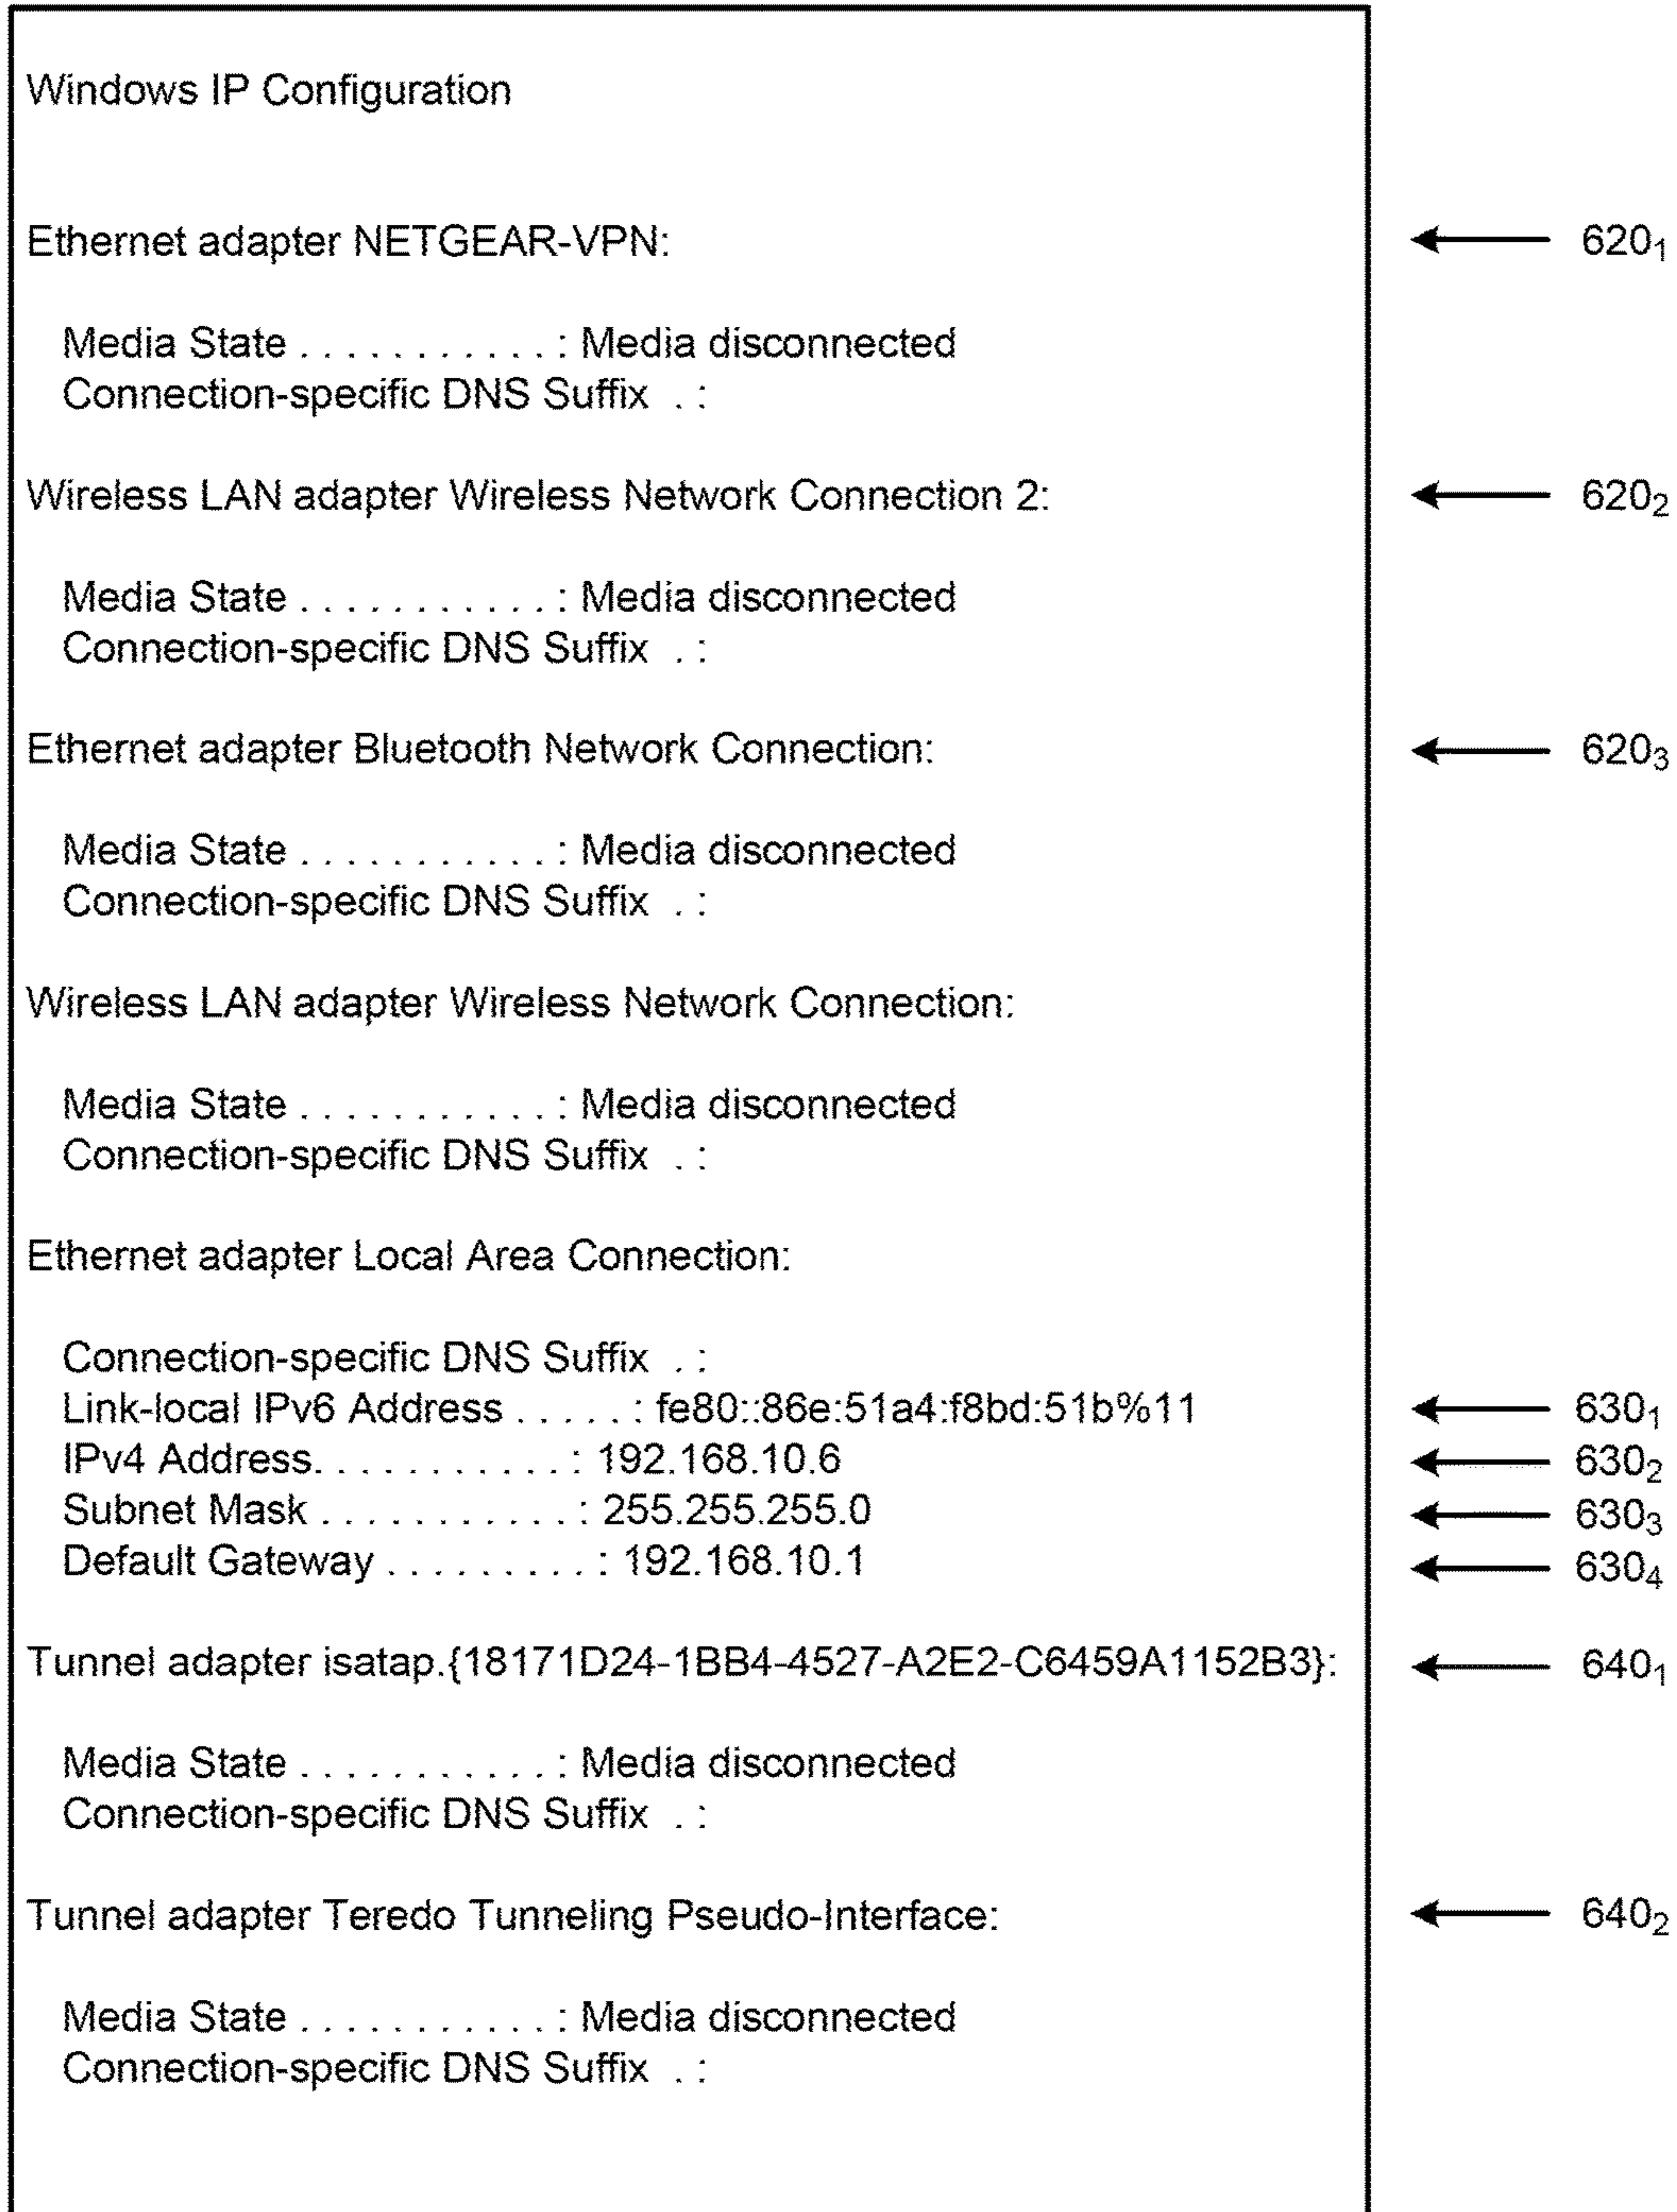 Windows IP Configuration
Ethernet adapter NETGEAR-VPN: 620₁
Media State . . . . . . . . . . . : Media disconnected
Connection-specific DNS Suffix . :
Wireless LAN adapter Wireless Network Connection 2: 620₂
Media State . . . . . . . . . . . : Media disconnected
Connection-specific DNS Suffix . :
Ethernet adapter Bluetooth Network Connection: 620₃
Media State . . . . . . . . . . . : Media disconnected
Connection-specific DNS Suffix . :
Wireless LAN adapter Wireless Network Connection:
Media State . . . . . . . . . . . : Media disconnected
Connection-specific DNS Suffix . :
Ethernet adapter Local Area Connection:
Connection-specific DNS Suffix . :
Link-local IPv6 Address . . . . . : fe80::86e:51a4:f8bd:51b%11 630₁
IPv4 Address. . . . . . . . . . . : 192.168.10.6 630₂
Subnet Mask . . . . . . . . . . . : 255.255.255.0 630₃
Default Gateway . . . . . . . . . : 192.168.10.1 630₄
Tunnel adapter isatap.{18171D24-1BB4-4527-A2E2-C6459A1152B3}: 640₁
Media State . . . . . . . . . . . : Media disconnected
Connection-specific DNS Suffix . :
Tunnel adapter Teredo Tunneling Pseudo-Interface: 640₂
Media State . . . . . . . . . . . : Media disconnected
Connection-specific DNS Suffix . :